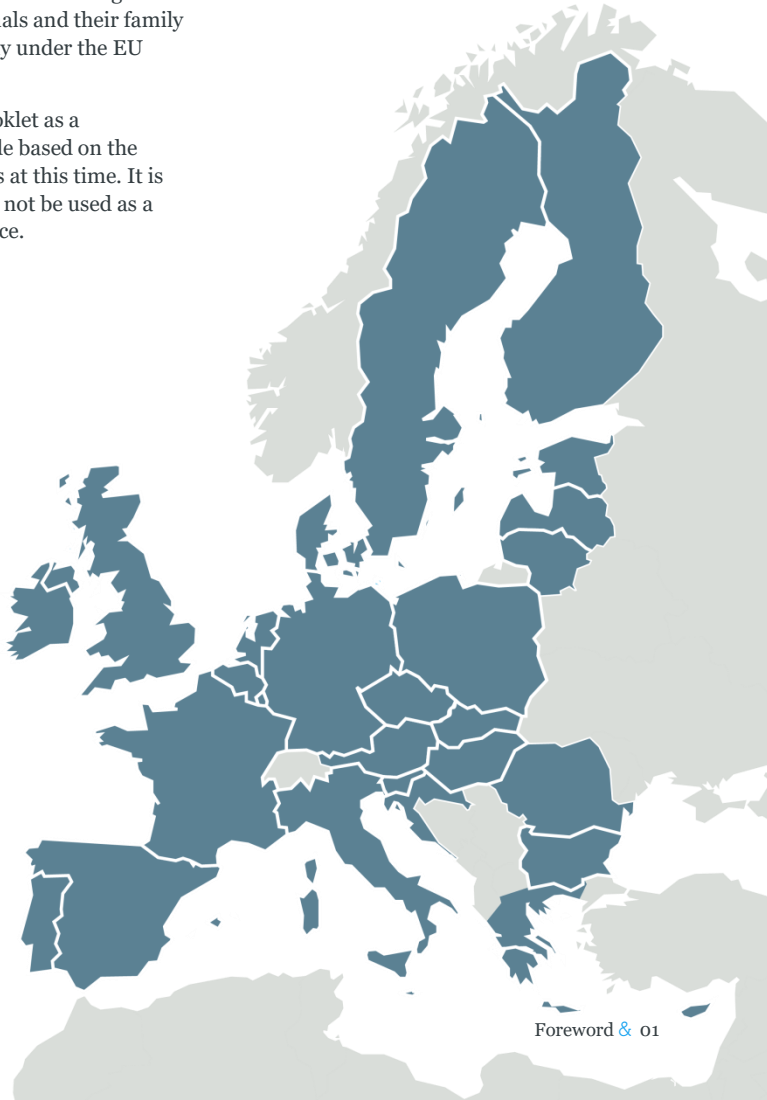 als and their family
y under the EU
oklet as a
le based on the
s at this time. It is
not be used as a
ce.
Foreword & 01